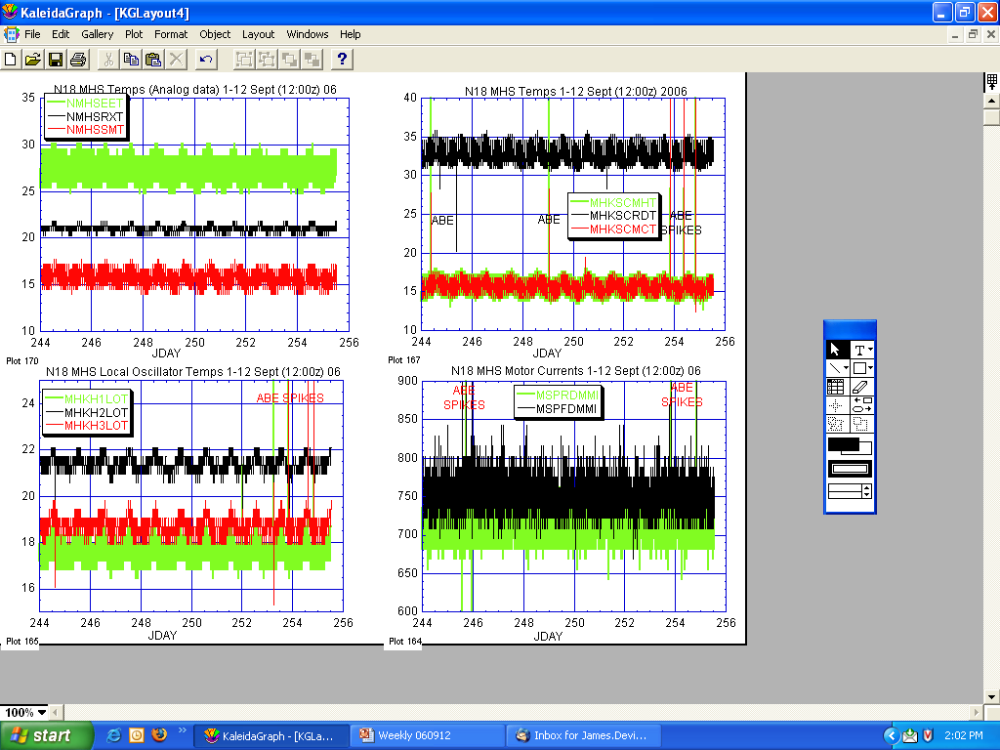 KaleidaGraph - [KGLayout4]
File Edit Gallery Plot Format Object Layout Windows Help
N18 MHS Temps (Analog data) 1-12 Sept (12:00z) 06
35
30
25
20
15
10
NMHSEET
NMHSRXT
NMHSSMT
244 246 248 250 252 254 256
JDAY
Plot 170
N18 MHS Temps 1-12 Sept (12:00z) 2006
40
35
30
25
20
15
10
ABE
ABE
MHKSCMHT
MHKSCRDT
MHKSCMCT
ABE
SPIKES
244 246 248 250 252 254 256
JDAY
Plot 167
N18 MHS Local Oscillator Temps 1-12 Sept (12:00z) 06
24
22
20
18
16
MHKH1LOT
MHKH2LOT
MHKH3LOT
ABE SPIKES
244 246 248 250 252 254 256
JDAY
Plot 165
N18 MHS Motor Currents 1-12 Sept (12:00z) 06
900
850
800
750
700
650
600
ABE
SPIKES
MSPRDMMI
MSPFDMMI
ABE
SPIKES
244 246 248 250 252 254 256
JDAY
Plot 164
T
100%
start
KaleidaGraph - [KGLa...
Weekly 060912
Inbox for James.Devi...
2:02 PM